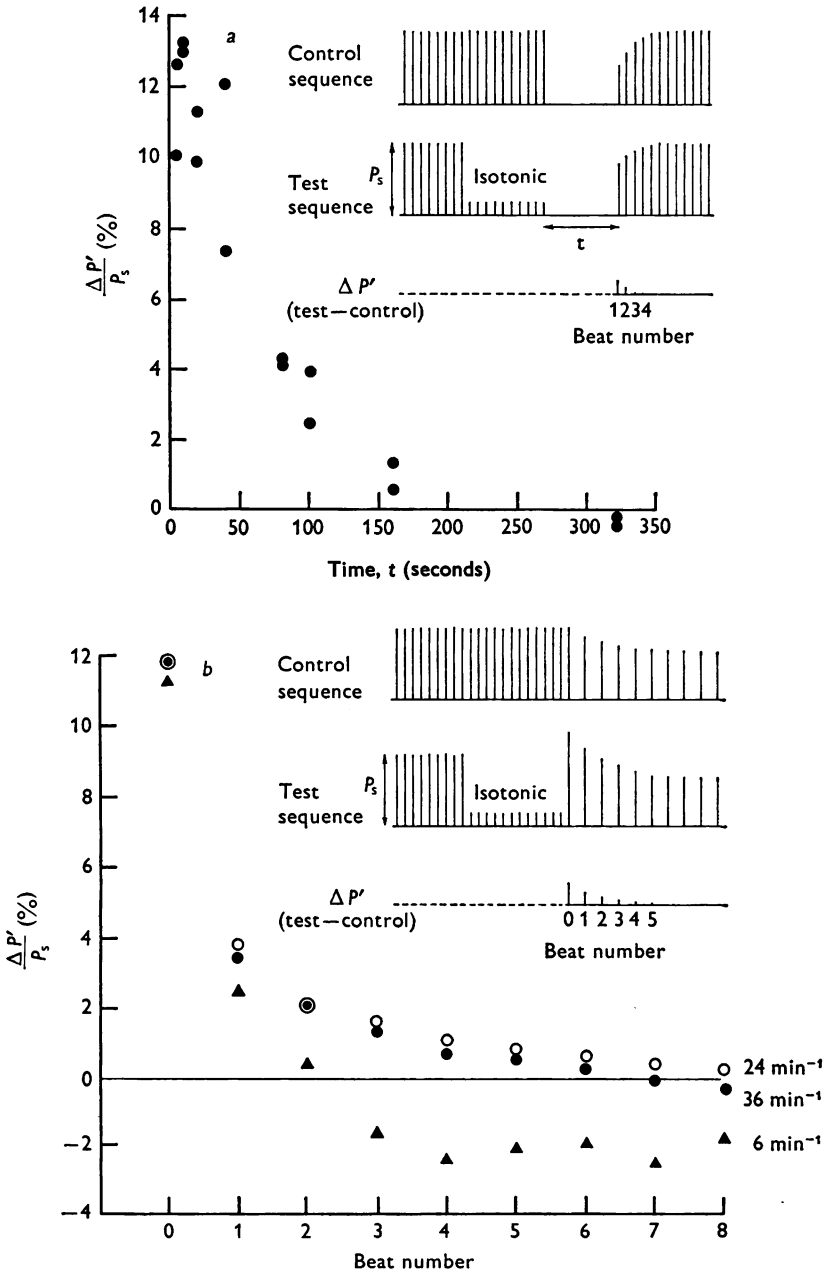 a
14
12
10
8
6
4
2
0
ΔP′/Ps (%)
Control sequence
Test sequence
Ps
Isotonic
t
ΔP′
(test—control)
1234
Beat number
0 50 100 150 200 250 300 350
Time, t (seconds)
b
12
10
8
6
4
2
0
−2
−4
ΔP′/Ps (%)
Control sequence
Test sequence
Ps
Isotonic
ΔP′
(test—control)
0 1 2 3 4 5
Beat number
24 min⁻¹
36 min⁻¹
6 min⁻¹
0 1 2 3 4 5 6 7 8
Beat number